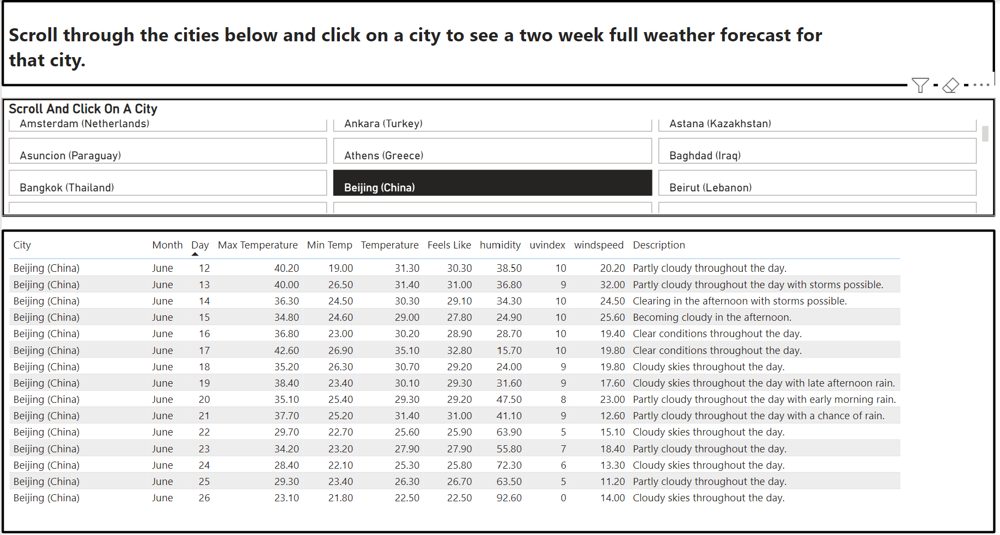 Scroll through the cities below and click on a city to see a two week full weather forecast for
that city.
Scroll And Click On A City
Amsterdam (Netherlands) Ankara (Turkey) Astana (Kazakhstan)
Asuncion (Paraguay) Athens (Greece) Baghdad (Iraq)
Bangkok (Thailand) Beijing (China) Beirut (Lebanon)
City Month Day Max Temperature Min Temp Temperature Feels Like humidity uvindex windspeed Description
Beijing (China) June 12 40.20 19.00 31.30 30.30 38.50 10 20.20 Partly cloudy throughout the day.
Beijing (China) June 13 40.00 26.50 31.40 31.00 36.80 9 32.00 Partly cloudy throughout the day with storms possible.
Beijing (China) June 14 36.30 24.50 30.30 29.10 34.30 10 24.50 Clearing in the afternoon with storms possible.
Beijing (China) June 15 34.80 24.60 29.00 27.80 24.90 10 25.60 Becoming cloudy in the afternoon.
Beijing (China) June 16 36.80 23.00 30.20 28.90 28.70 10 19.40 Clear conditions throughout the day.
Beijing (China) June 17 42.60 26.90 35.10 32.80 15.70 10 19.80 Clear conditions throughout the day.
Beijing (China) June 18 35.20 26.30 30.70 29.20 24.00 9 19.80 Cloudy skies throughout the day.
Beijing (China) June 19 38.40 23.40 30.10 29.30 31.60 9 17.60 Cloudy skies throughout the day with late afternoon rain.
Beijing (China) June 20 35.10 25.40 29.30 29.20 47.50 8 23.00 Partly cloudy throughout the day with early morning rain.
Beijing (China) June 21 37.70 25.20 31.40 31.00 41.10 9 12.60 Partly cloudy throughout the day with a chance of rain.
Beijing (China) June 22 29.70 22.70 25.60 25.90 63.90 5 15.10 Cloudy skies throughout the day.
Beijing (China) June 23 34.20 23.20 27.90 27.90 55.80 7 18.40 Partly cloudy throughout the day.
Beijing (China) June 24 28.40 22.10 25.30 25.80 72.30 6 13.30 Cloudy skies throughout the day.
Beijing (China) June 25 29.30 23.40 26.30 26.70 63.50 5 11.20 Partly cloudy throughout the day.
Beijing (China) June 26 23.10 21.80 22.50 22.50 92.60 0 14.00 Cloudy skies throughout the day.